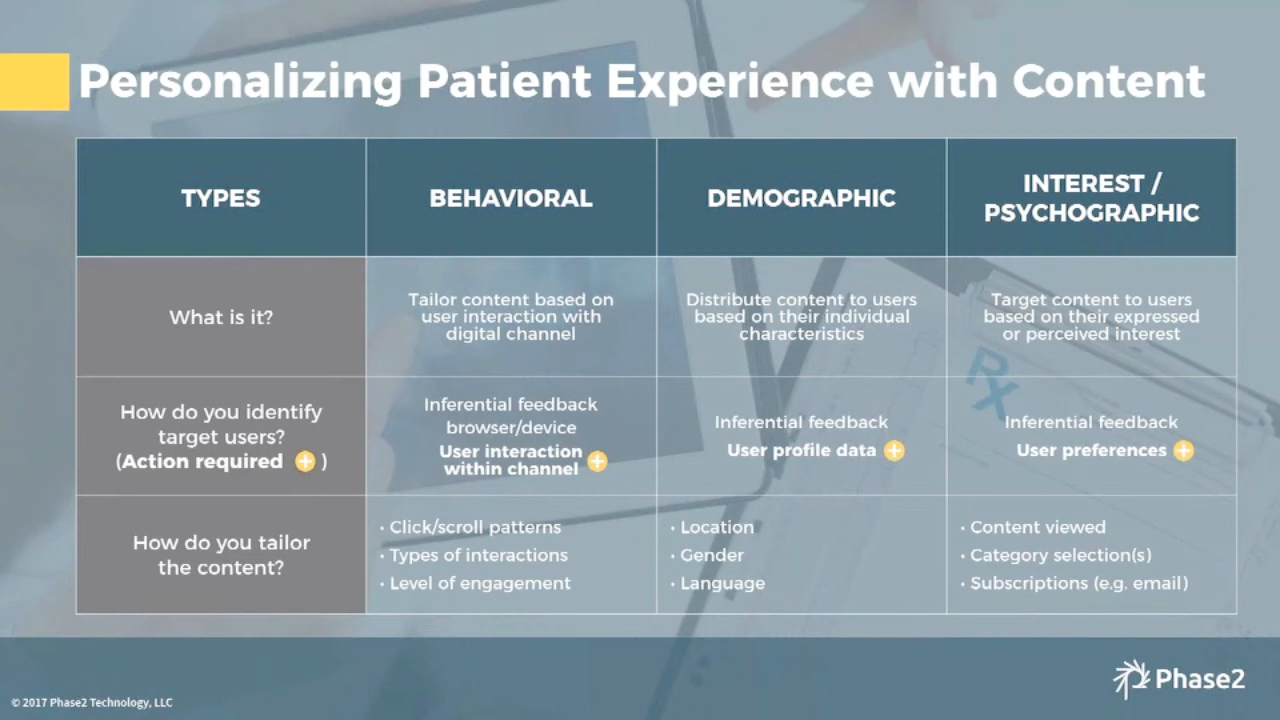 Personalizing Patient Experience with Content
TYPES
BEHAVIORAL
DEMOGRAPHIC
INTEREST /
PSYCHOGRAPHIC
What is it?
Tailor content based on
user interaction with
digital channel
Distribute content to users
based on their individual
characteristics
Target content to users
based on their expressed
or perceived interest
How do you identify
target users?
(Action required + )
Inferential feedback
browser/device
User interaction
within channel +
Inferential feedback
User profile data +
Inferential feedback
User preferences +
How do you tailor
the content?
· Click/scroll patterns
· Types of interactions
· Level of engagement
· Location
· Gender
· Language
· Content viewed
· Category selection(s)
· Subscriptions (e.g. email)
Rx
Phase2
© 2017 Phase2 Technology, LLC